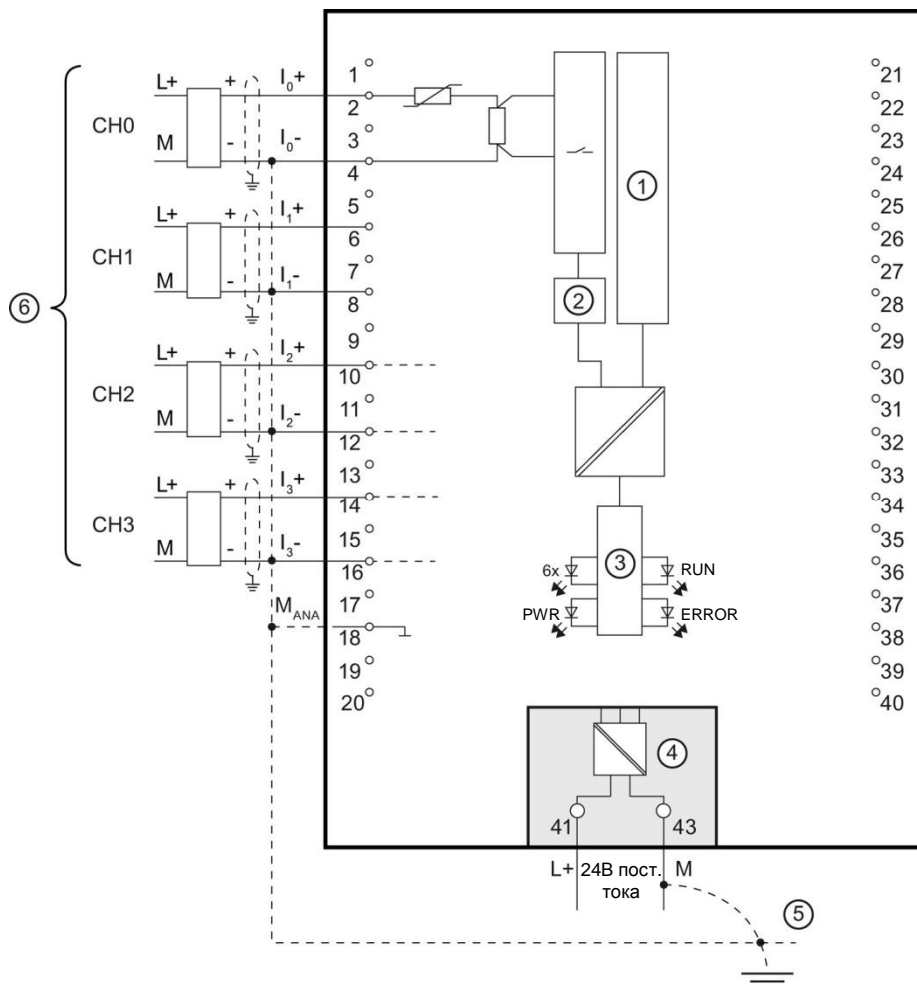 L+ + I0+ 1 21
2 22
CH0 3 23
M - I0- 4 24
①
5 25
L+ + I1+ 6 26
CH1 7 27
M - I1- 8 28
⑥ ②
9 29
L+ + I2+ 10 30
CH2 11 31
M - I2- 12 32
13 33
L+ + I3+ 14 34
CH3 15 35
M - I3- 16 36
③
6x RUN
17 37
MANA 18 38
PWR ERROR
19 39
20 40
④
41 43
L+ 24В пост. M
тока
⑤